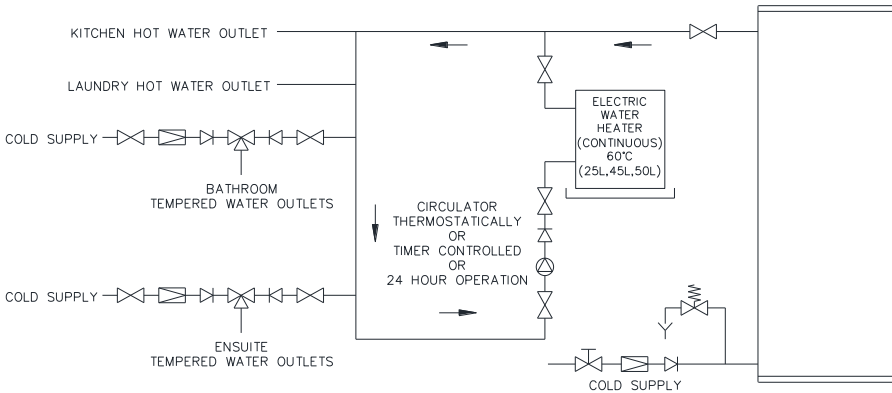 KITCHEN HOT WATER OUTLET
LAUNDRY HOT WATER OUTLET
COLD SUPPLY
BATHROOM
TEMPERED WATER OUTLETS
ELECTRIC
WATER
HEATER
(CONTINUOUS)
60°C
(25L,45L,50L)
CIRCULATOR
THERMOSTATICALLY
OR
TIMER CONTROLLED
OR
24 HOUR OPERATION
COLD SUPPLY
ENSUITE
TEMPERED WATER OUTLETS
COLD SUPPLY